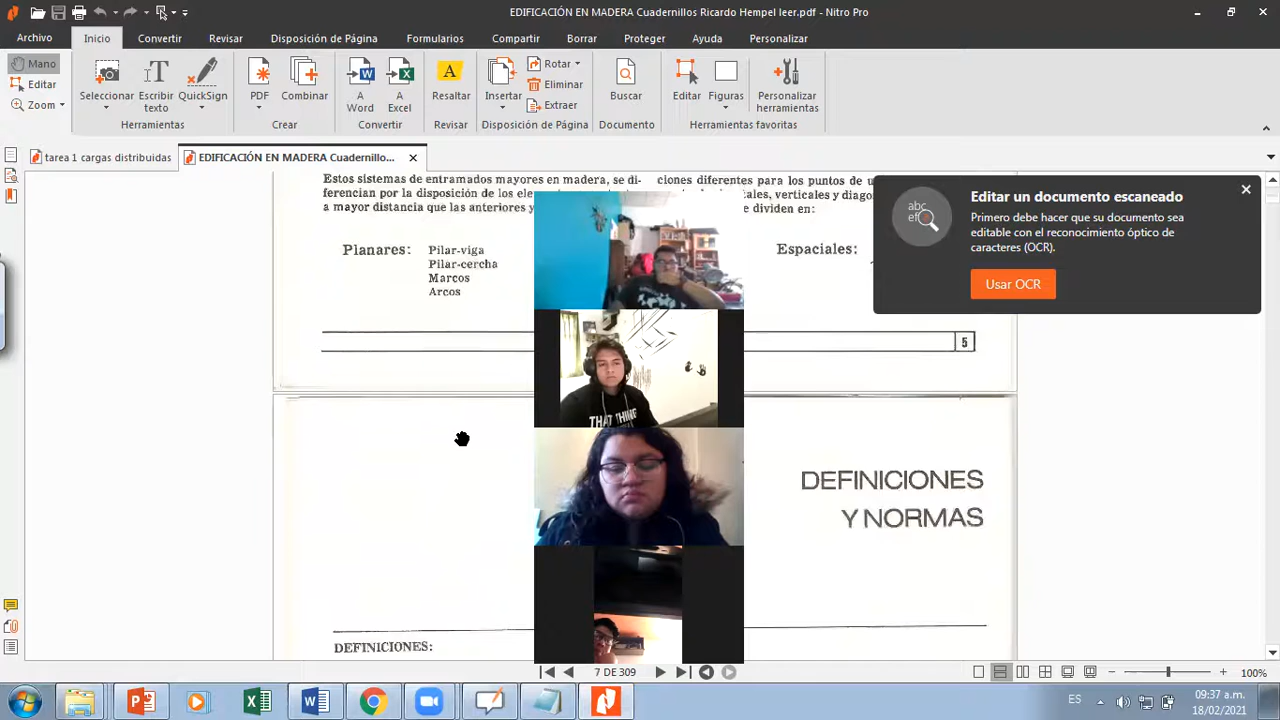 EDIFICACIÓN EN MADERA Cuadernillos Ricardo Hempel leer.pdf - Nitro Pro
Archivo Inicio Convertir Revisar Disposición de Página Formularios Compartir Borrar Proteger Ayuda Personalizar
Mano
Editar
Zoom
Seleccionar
Escribir texto
QuickSign
Herramientas
PDF
Combinar
Crear
A Word
A Excel
Convertir
Resaltar
Revisar
Insertar
Rotar
Eliminar
Extraer
Disposición de Página
Buscar
Documento
Editar
Figuras
Personalizar herramientas
Herramientas favoritas
tarea 1 cargas distribuidas
EDIFICACIÓN EN MADERA Cuadernillo...
Estos sistemas de entramados mayores en madera, se di-
ferencian por la disposición de los
a mayor distancia que las anteriores y
ciones diferentes para los puntos de
verticales y
se dividen en:
Planares: Pilar-viga
Pilar-cercha
Marcos
Arcos
Espaciales:
5
Editar un documento escaneado
Primero debe hacer que su documento sea
editable con el reconocimiento óptico de
caracteres (OCR).
Usar OCR
abc
THAT THING
DEFINICIONES
Y NORMAS
DEFINICIONES:
7 DE 309
100%
ES
09:37 a.m.
18/02/2021